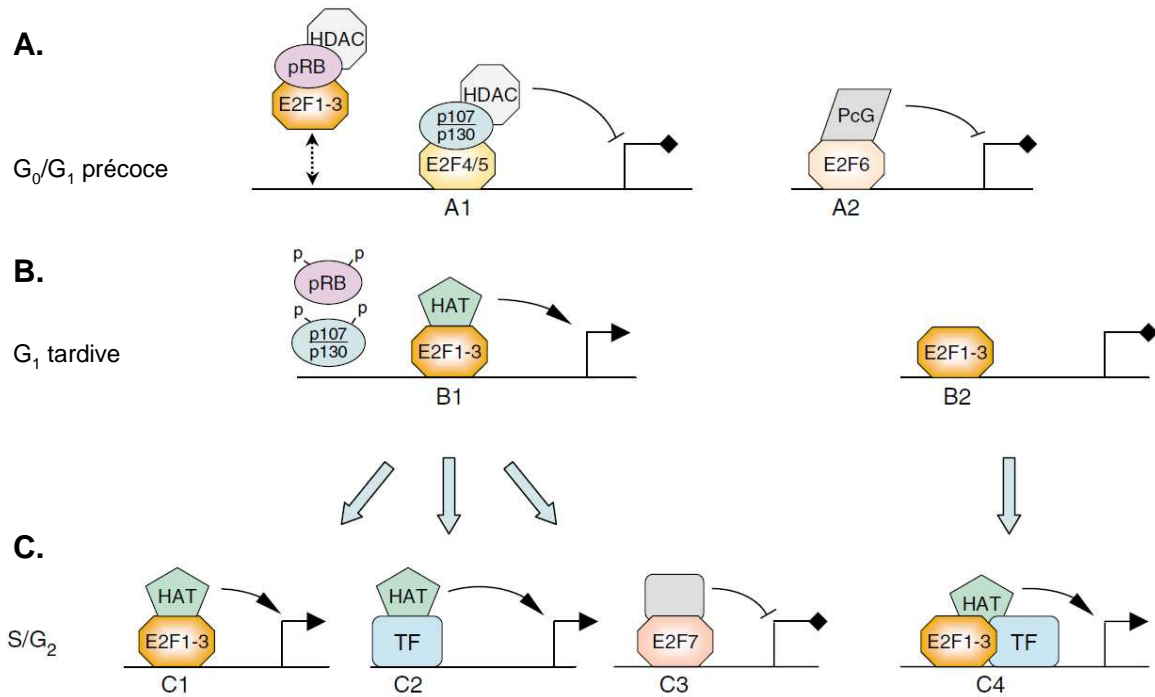 A.
HDAC
pRB
E2F1-3
HDAC
p107
p130
E2F4/5
PcG
E2F6
G₀/G₁ précoce
A1
A2
B.
p p
pRB
p p
p107
p130
HAT
E2F1-3
E2F1-3
G₁ tardive
B1
B2
C.
HAT
HAT
HAT
E2F1-3
TF
E2F7
E2F1-3
TF
S/G₂
C1
C2
C3
C4